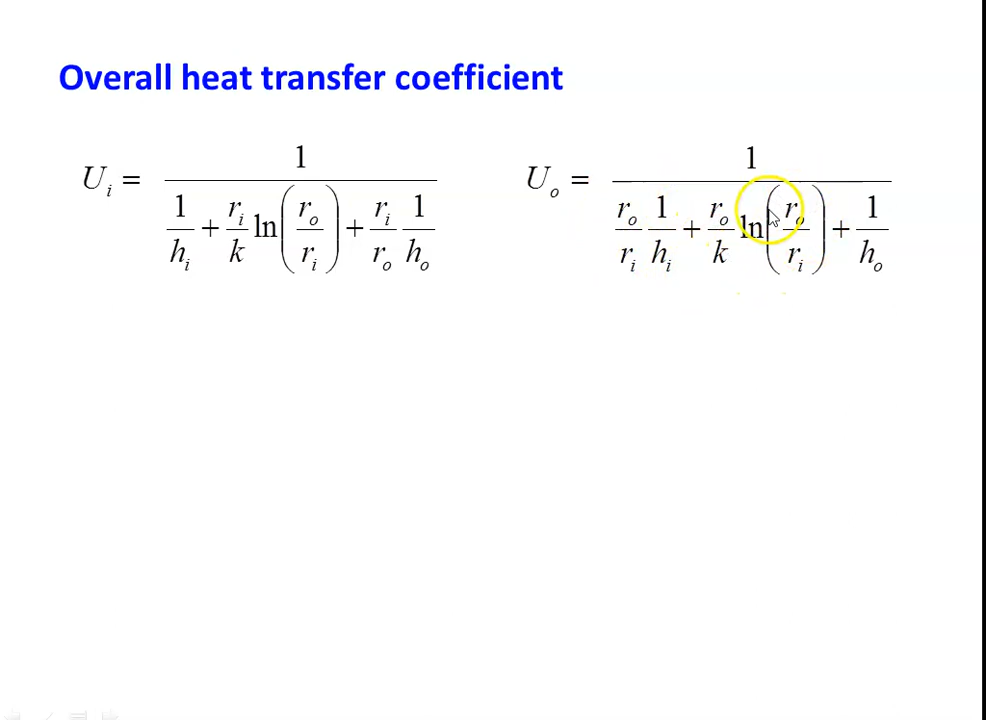 Overall heat transfer coefficient
U_i = 1 / (1/h_i + r_i/k ln(r_o/r_i) + r_i/r_o 1/h_o)
U_o = 1 / (r_o/r_i 1/h_i + r_o/k ln(r_o/r_i) + 1/h_o)